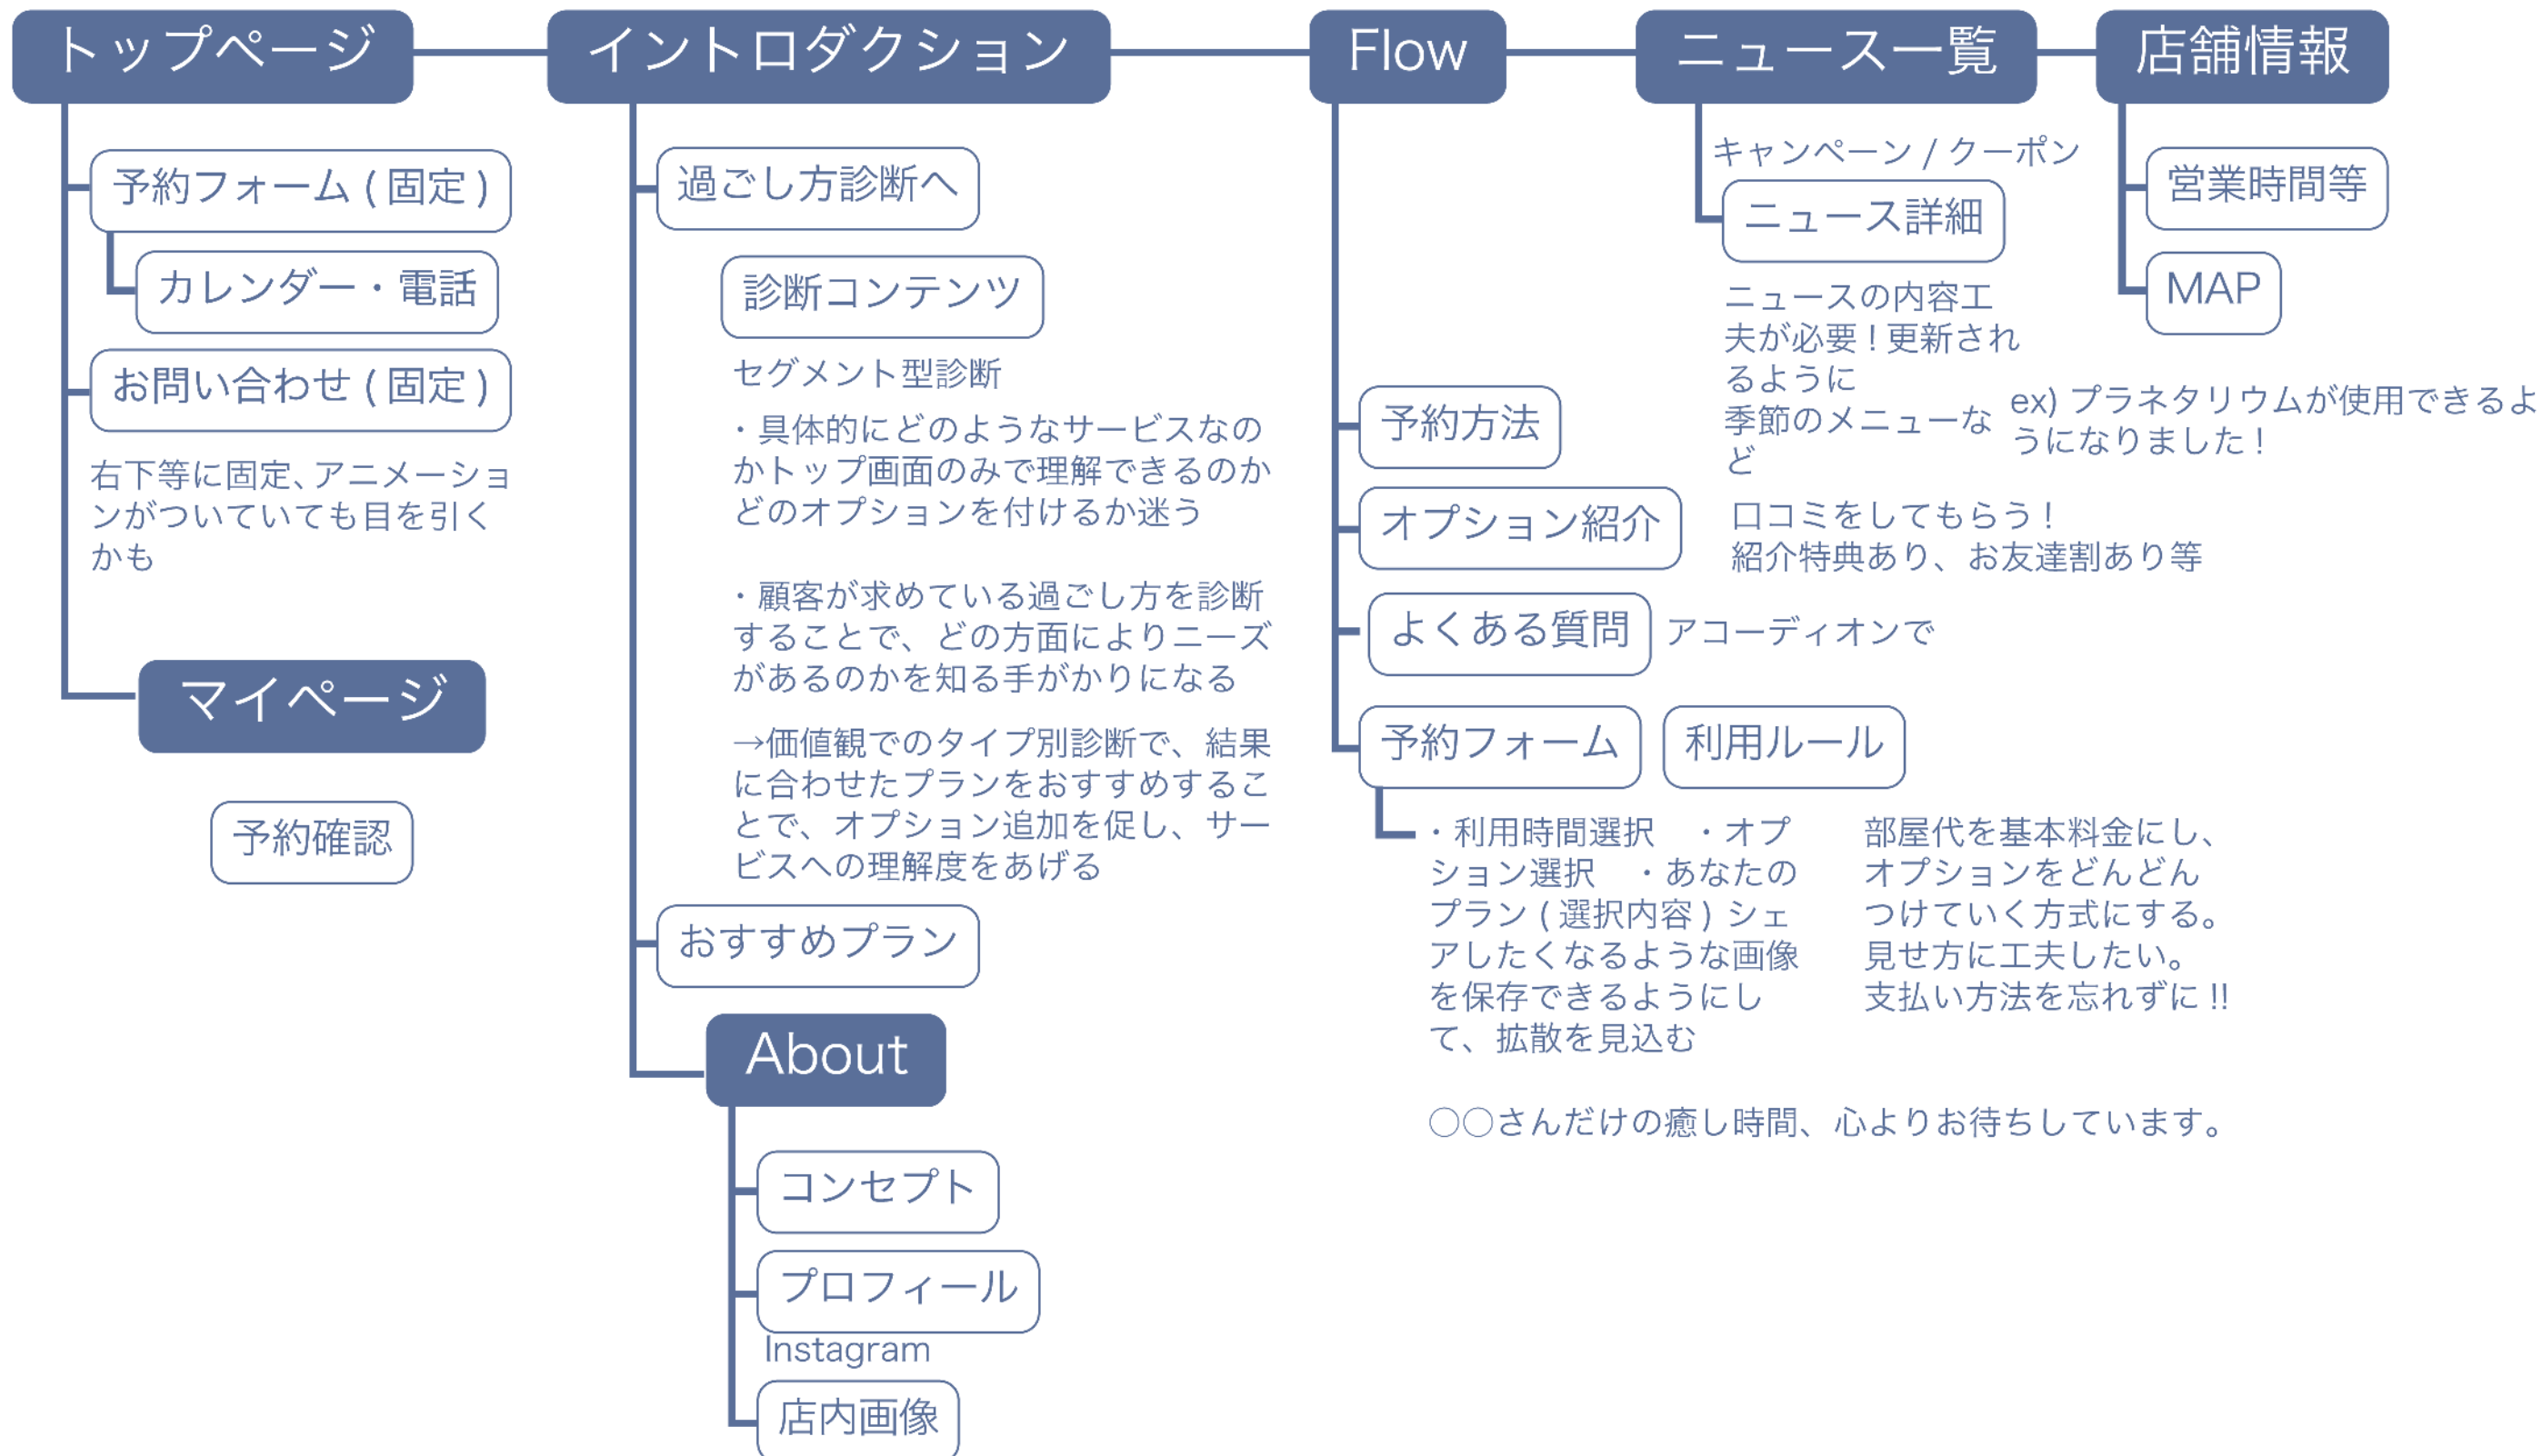 トップページ
イントロダクション
Flow
ニュース一覧
店舗情報
予約フォーム ( 固定 )
カレンダー・電話
お問い合わせ ( 固定 )
右下等に固定、アニメーショ
ンがついていても目を引く
かも
マイページ
予約確認
過ごし方診断へ
診断コンテンツ
セグメント型診断
・具体的にどのようなサービスなの
かトップ画面のみで理解できるのか
どのオプションを付けるか迷う
・顧客が求めている過ごし方を診断
することで、どの方面によりニーズ
があるのかを知る手がかりになる
→価値観でのタイプ別診断で、結果
に合わせたプランをおすすめするこ
とで、オプション追加を促し、サー
ビスへの理解度をあげる
おすすめプラン
About
コンセプト
プロフィール
Instagram
店内画像
予約方法
オプション紹介
よくある質問
アコーディオンで
予約フォーム
利用ルール
・利用時間選択　・オプ
ション選択　・あなたの
プラン ( 選択内容 ) シェ
アしたくなるような画像
を保存できるようにし
て、拡散を見込む
部屋代を基本料金にし、
オプションをどんどん
つけていく方式にする。
見せ方に工夫したい。
支払い方法を忘れずに !!
○○さんだけの癒し時間、心よりお待ちしています。
キャンペーン / クーポン
ニュース詳細
ニュースの内容工
夫が必要 ! 更新され
るように
季節のメニューな
ど
ex) プラネタリウムが使用できるよ
うになりました !
口コミをしてもらう !
紹介特典あり、お友達割あり等
営業時間等
MAP